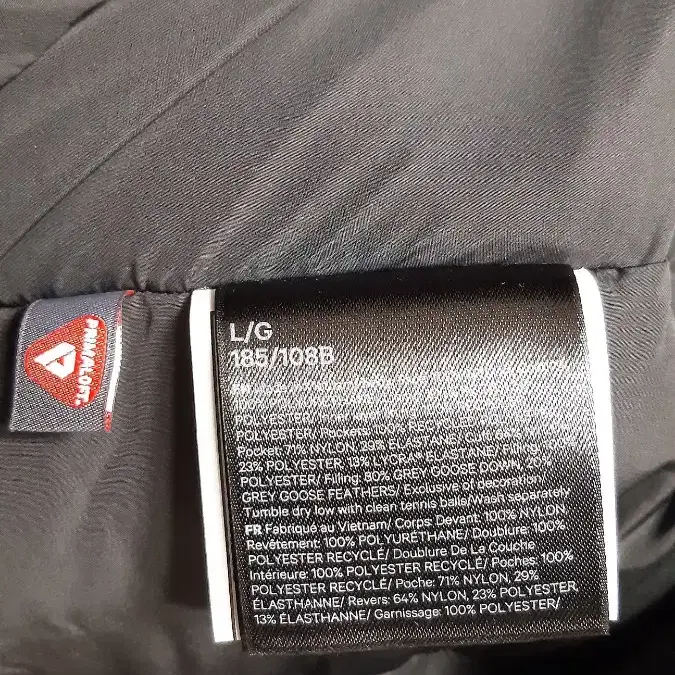 PRIMALOFT.
L/G
185/108B
POLYESTER
POLYESTER/ Pockets: 100%
Pocket: 71% NYLON, 29% ELASTANE/
23% POLYESTER, 13% LYCRA® ELASTANE/ Filling: 100%
POLYESTER/ Filling: 80% GREY GOOSE DOWN, 20%
GREY GOOSE FEATHERS/ Exclusive of decoration/
Tumble dry low with clean tennis balls/Wash separately
FR Fabriqué au Vietnam/ Corps: Devant: 100% NYLON
Revêtement: 100% POLYURÉTHANE/ Doublure: 100%
POLYESTER RECYCLÉ/ Doublure De La Couche
Intérieure: 100% POLYESTER RECYCLÉ/ Poches: 100%
POLYESTER RECYCLÉ/ Poche: 71% NYLON, 29%
ÉLASTHANNE/ Revers: 64% NYLON, 23% POLYESTER,
13% ÉLASTHANNE/ Garnissage: 100% POLYESTER/